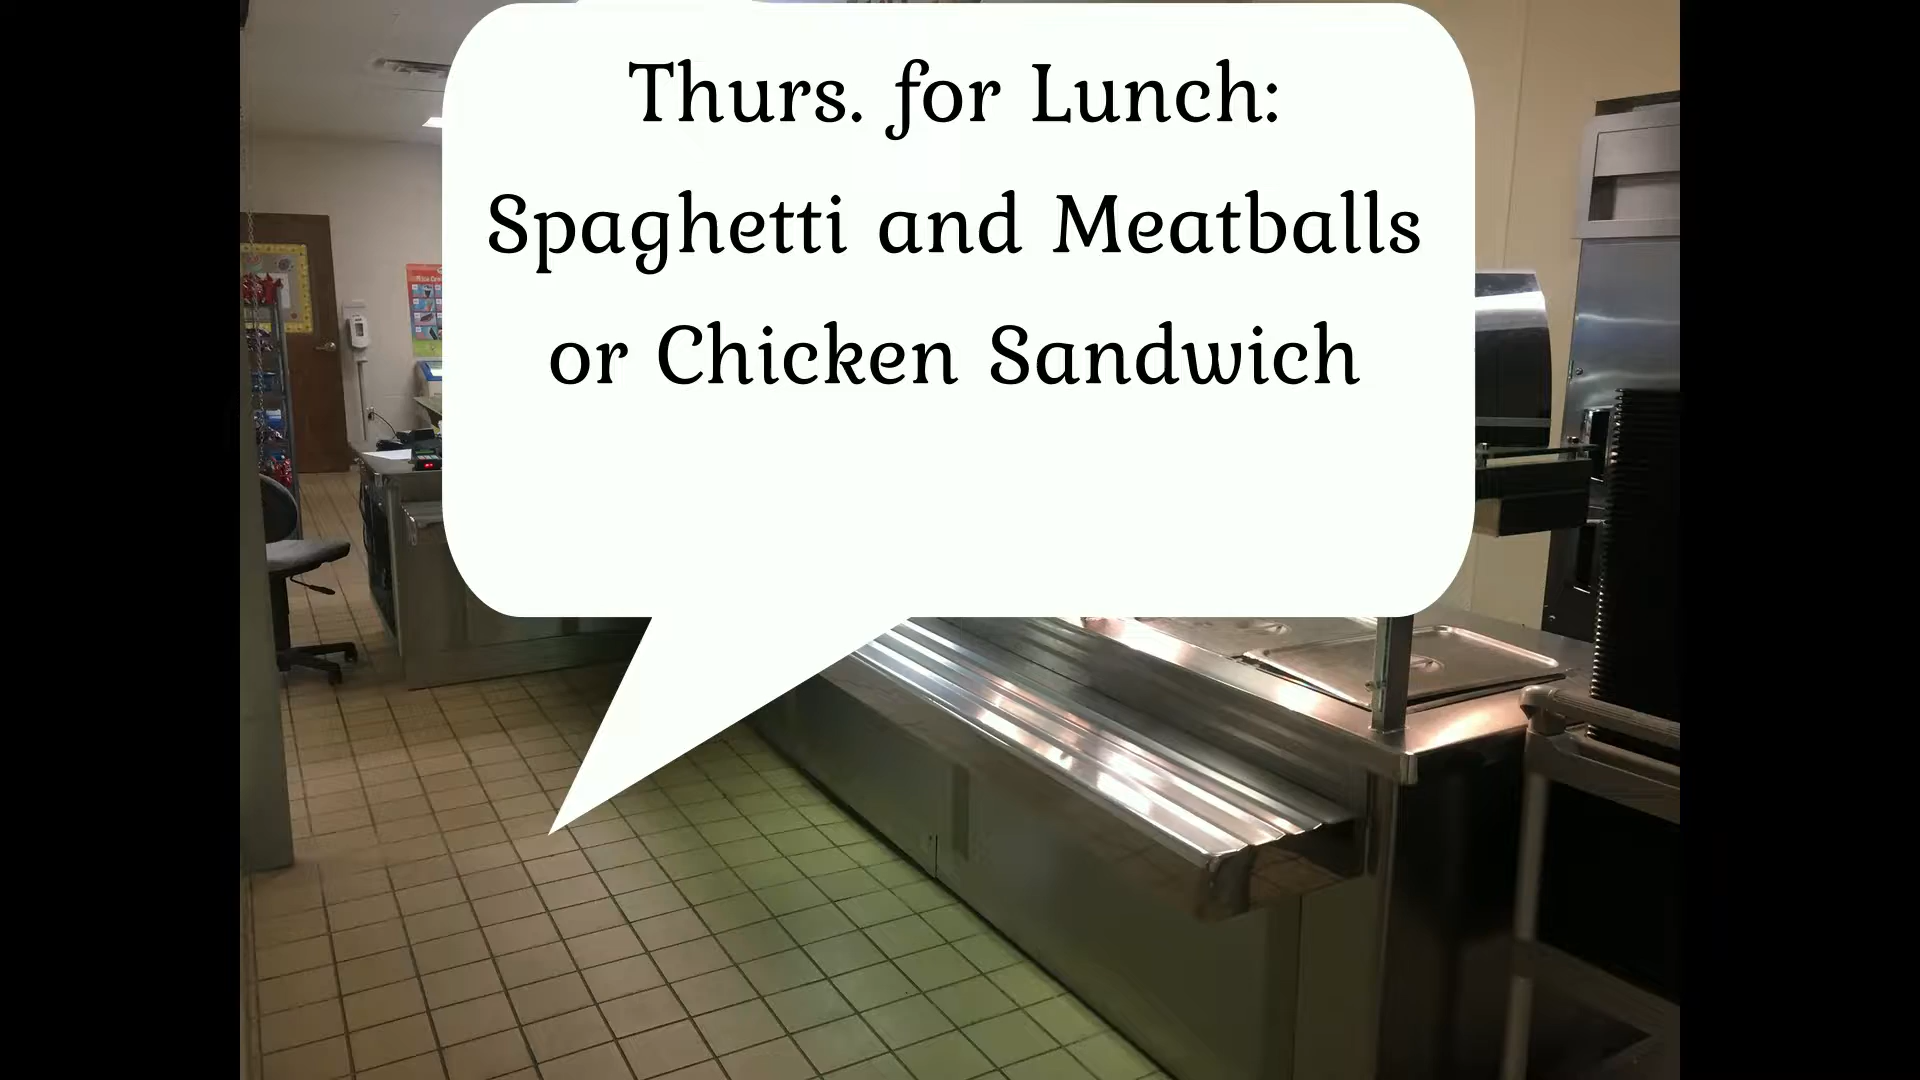 Thurs. for Lunch:
Spaghetti and Meatballs
or Chicken Sandwich